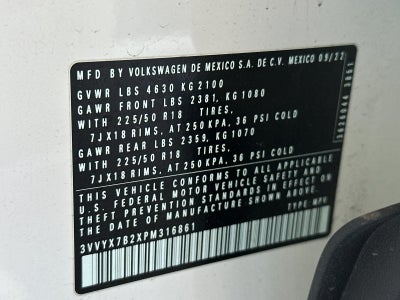 MFD BY VOLKSWAGEN DE MEXICO S.A. DE C.V. MEXICO 09/22
GVWR LBS 4630 KG 2100
GAWR FRONT LBS 2381, KG 1080
WITH 225/50 R18 TIRES,
7JX18 RIMS, AT 250 KPA, 36 PSI COLD
GAWR REAR LBS 2359, KG 1070
WITH 225/50 R18 TIRES,
7JX18 RIMS, AT 250 KPA, 36 PSI COLD
THIS VEHICLE CONFORMS TO ALL APPLICABLE
U.S. FEDERAL MOTOR VEHICLE SAFETY AND
THEFT PREVENTION STANDARDS IN EFFECT ON
THE DATE OF MANUFACTURE SHOWN ABOVE.
3VVYX7B2XPM316861 TYPE: MPV